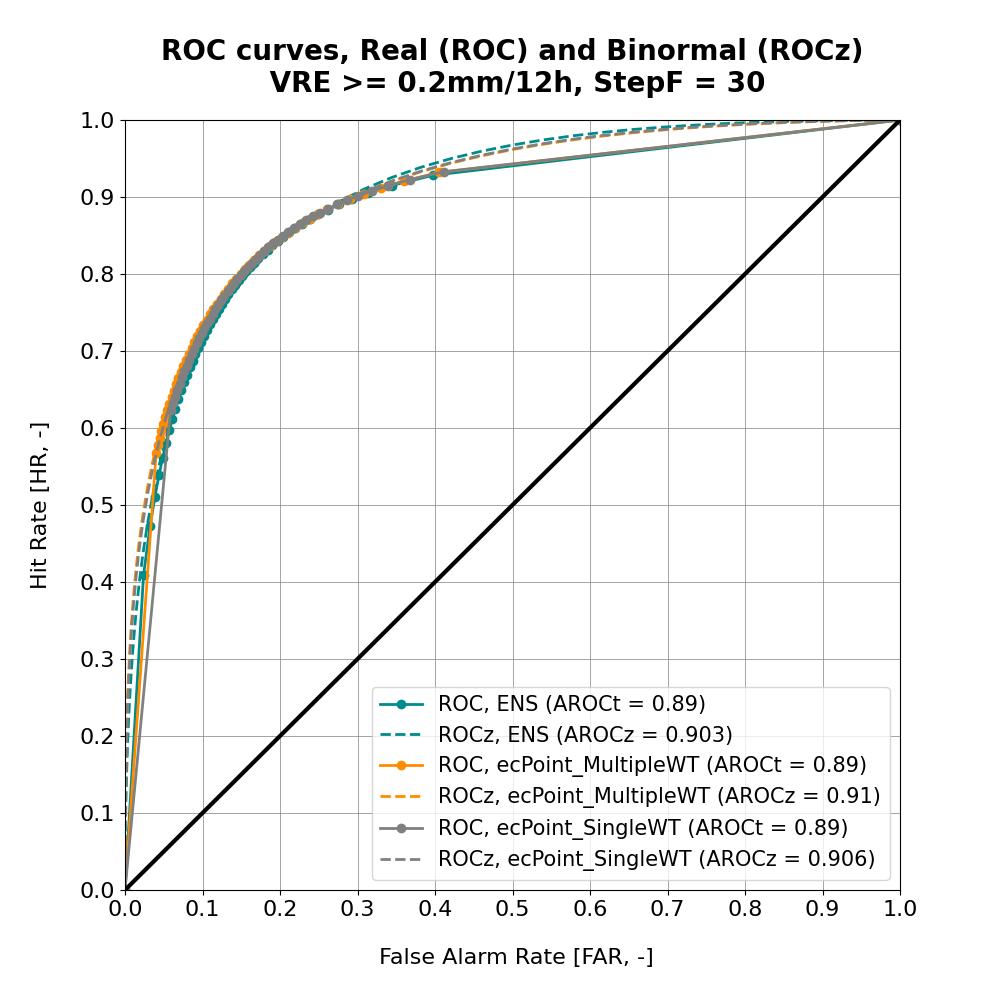 ROC curves, Real (ROC) and Binormal (ROCz)
VRE >= 0.2mm/12h, StepF = 30
1.0
0.9
0.8
0.7
0.6
0.5
0.4
0.3
0.2
0.1
0.0
Hit Rate [HR, -]
ROC, ENS (AROCt = 0.89)
ROCz, ENS (AROCz = 0.903)
ROC, ecPoint_MultipleWT (AROCt = 0.89)
ROCz, ecPoint_MultipleWT (AROCz = 0.91)
ROC, ecPoint_SingleWT (AROCt = 0.89)
ROCz, ecPoint_SingleWT (AROCz = 0.906)
0.0 0.1 0.2 0.3 0.4 0.5 0.6 0.7 0.8 0.9 1.0
False Alarm Rate [FAR, -]